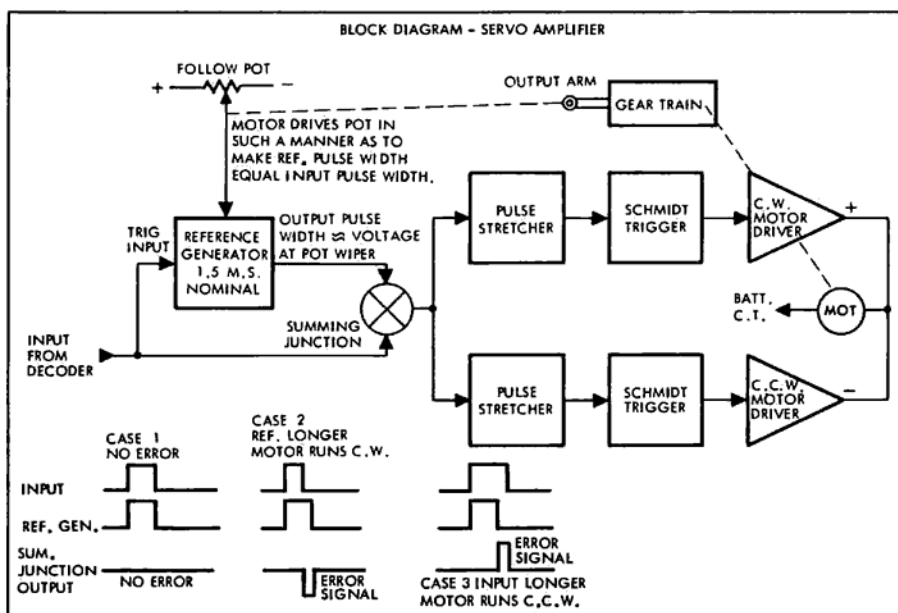 BLOCK DIAGRAM - SERVO AMPLIFIER
FOLLOW POT
+ -
OUTPUT ARM
GEAR TRAIN
MOTOR DRIVES POT IN
SUCH A MANNER AS TO
MAKE REF. PULSE WIDTH
EQUAL INPUT PULSE WIDTH.
TRIG
INPUT
REFERENCE
GENERATOR
1.5 M.S.
NOMINAL
OUTPUT PULSE
WIDTH ≈ VOLTAGE
AT POT WIPER
PULSE
STRETCHER
SCHMIDT
TRIGGER
C.W.
MOTOR
DRIVER
+
SUMMING
JUNCTION
INPUT
FROM
DECODER
BATT.
C.T.
MOT
PULSE
STRETCHER
SCHMIDT
TRIGGER
C.C.W.
MOTOR
DRIVER
-
CASE 1
NO ERROR
CASE 2
REF. LONGER
MOTOR RUNS C.W.
INPUT
REF. GEN.
SUM.
JUNCTION
OUTPUT
NO ERROR
ERROR
SIGNAL
ERROR
SIGNAL
CASE 3 INPUT LONGER
MOTOR RUNS C.C.W.